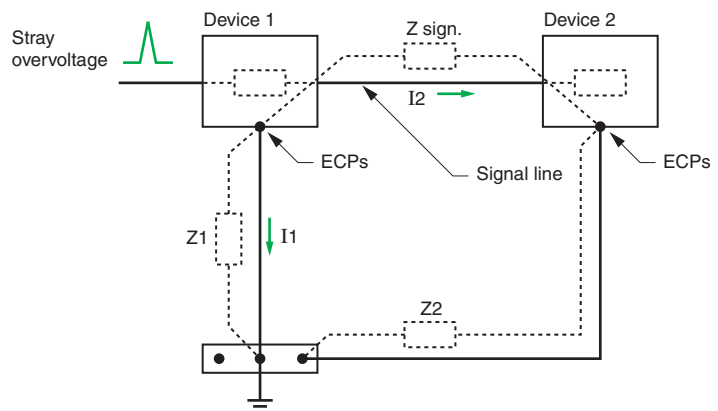 Device 1
Device 2
Stray
overvoltage
Z sign.
I2
ECPs
Signal line
ECPs
Z1
I1
Z2